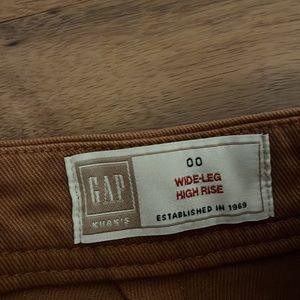 GAP
KHAKIS
00
WIDE-LEG
HIGH RISE
ESTABLISHED IN 1969